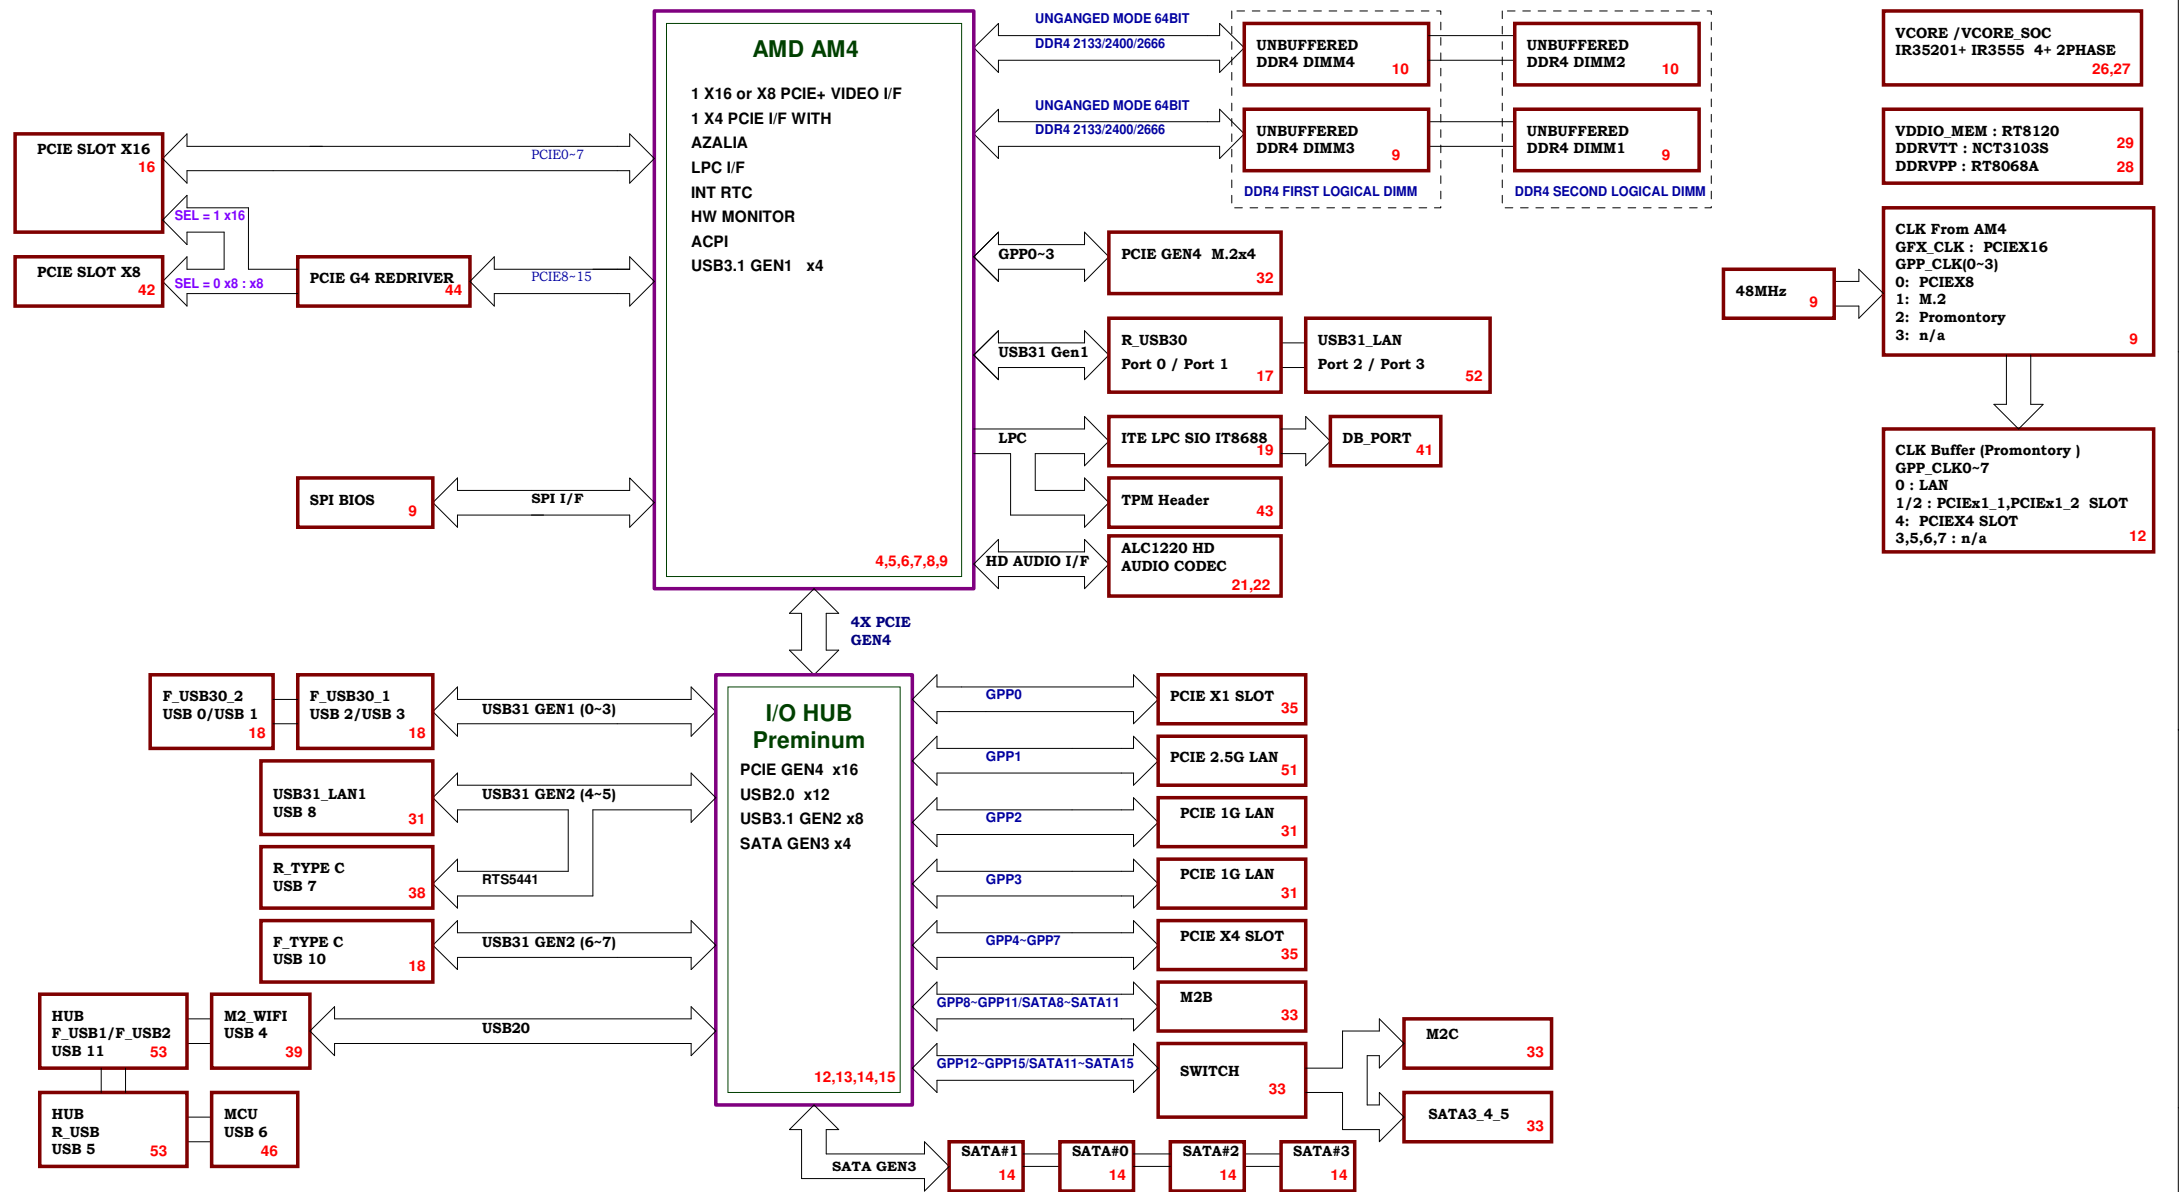 AMD AM4
1 X16 or X8 PCIE+ VIDEO I/F
1 X4 PCIE I/F WITH
AZALIA
LPC I/F
INT RTC
HW MONITOR
ACPI
USB3.1 GEN1 x4
4,5,6,7,8,9
UNGANGED MODE 64BIT
DDR4 2133/2400/2666
UNBUFFERED
DDR4 DIMM4
10
UNBUFFERED
DDR4 DIMM2
10
UNGANGED MODE 64BIT
DDR4 2133/2400/2666
UNBUFFERED
DDR4 DIMM3
9
UNBUFFERED
DDR4 DIMM1
9
DDR4 FIRST LOGICAL DIMM
DDR4 SECOND LOGICAL DIMM
VCORE /VCORE_SOC
IR35201+ IR3555 4+ 2PHASE
26,27
VDDIO_MEM : RT8120
29
DDRVTT : NCT3103S
DDRVPP : RT8068A
28
PCIE SLOT X16
16
PCIE0~7
SEL = 1 x16
PCIE SLOT X8
42
SEL = 0 x8 : x8
PCIE G4 REDRIVER
44
PCIE8~15
SPI BIOS
9
SPI I/F
GPP0~3
PCIE GEN4 M.2x4
32
USB31 Gen1
R_USB30
Port 0 / Port 1
17
USB31_LAN
Port 2 / Port 3
52
LPC
ITE LPC SIO IT8688
19
DB_PORT
41
TPM Header
43
HD AUDIO I/F
ALC1220 HD
AUDIO CODEC
21,22
48MHz
9
CLK From AM4
GFX_CLK : PCIEX16
GPP_CLK(0~3)
0: PCIEX8
1: M.2
2: Promontory
3: n/a
9
CLK Buffer (Promontory )
GPP_CLK0~7
0 : LAN
1/2 : PCIEx1_1,PCIEx1_2 SLOT
4: PCIEX4 SLOT
3,5,6,7 : n/a
12
4X PCIE
GEN4
I/O HUB
Preminum
PCIE GEN4 x16
USB2.0 x12
USB3.1 GEN2 x8
SATA GEN3 x4
12,13,14,15
F_USB30_2
USB 0/USB 1
18
F_USB30_1
USB 2/USB 3
18
USB31 GEN1 (0~3)
USB31_LAN1
USB 8
31
USB31 GEN2 (4~5)
R_TYPE C
USB 7
38
RTS5441
F_TYPE C
USB 10
18
USB31 GEN2 (6~7)
HUB
F_USB1/F_USB2
USB 11
53
M2_WIFI
USB 4
39
USB20
HUB
R_USB
USB 5
53
MCU
USB 6
46
GPP0
PCIE X1 SLOT
35
GPP1
PCIE 2.5G LAN
51
GPP2
PCIE 1G LAN
31
GPP3
PCIE 1G LAN
31
GPP4~GPP7
PCIE X4 SLOT
35
GPP8~GPP11/SATA8~SATA11
M2B
33
GPP12~GPP15/SATA11~SATA15
SWITCH
33
M2C
33
SATA3_4_5
33
SATA GEN3
SATA#1
14
SATA#0
14
SATA#2
14
SATA#3
14